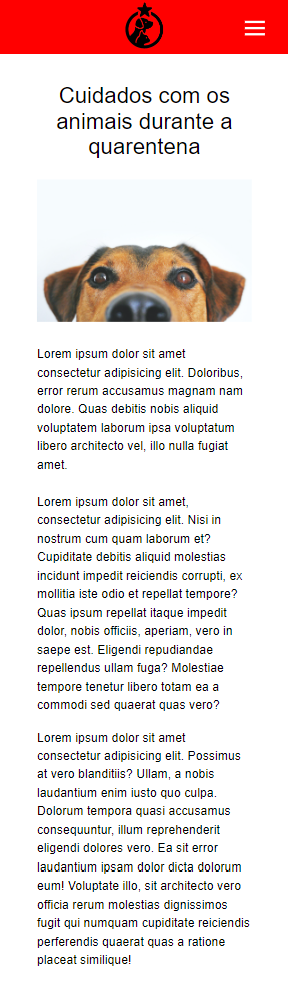 Cuidados com os
animais durante a
quarentena
Lorem ipsum dolor sit amet
consectetur adipisicing elit. Doloribus,
error rerum accusamus magnam nam
dolore. Quas debitis nobis aliquid
voluptatem laborum ipsa voluptatum
libero architecto vel, illo nulla fugiat
amet.
Lorem ipsum dolor sit amet,
consectetur adipisicing elit. Nisi in
nostrum cum quam laborum et?
Cupiditate debitis aliquid molestias
incidunt impedit reiciendis corrupti, ex
mollitia iste odio et repellat tempore?
Quas ipsum repellat itaque impedit
dolor, nobis officiis, aperiam, vero in
saepe est. Eligendi repudiandae
repellendus ullam fuga? Molestiae
tempore tenetur libero totam ea a
commodi sed quaerat quas vero?
Lorem ipsum dolor sit amet
consectetur adipisicing elit. Possimus
at vero blanditiis? Ullam, a nobis
laudantium enim iusto quo culpa.
Dolorum tempora quasi accusamus
consequuntur, illum reprehenderit
eligendi dolores vero. Ea sit error
laudantium ipsam dolor dicta dolorum
eum! Voluptate illo, sit architecto vero
officia rerum molestias dignissimos
fugit qui numquam cupiditate reiciendis
perferendis quaerat quas a ratione
placeat similique!